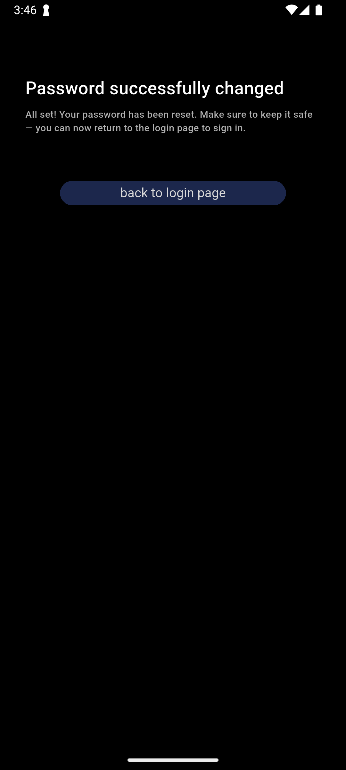 3:46
Password successfully changed
All set! Your password has been reset. Make sure to keep it safe
— you can now return to the login page to sign in.
back to login page